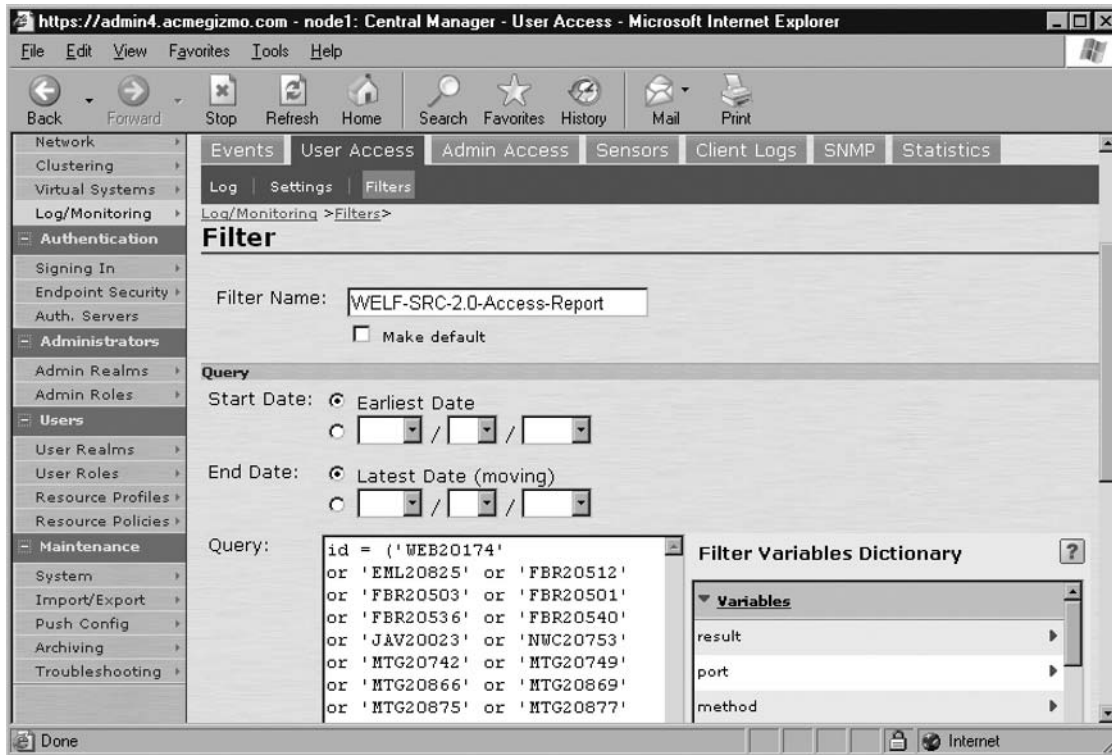 https://admin4.acmegizmo.com - node1: Central Manager - User Access - Microsoft Internet Explorer
File Edit View Favorites Tools Help
Back Forward Stop Refresh Home Search Favorites History Mail Print
Network
Clustering
Virtual Systems
Log/Monitoring
Authentication
Signing In
Endpoint Security
Auth. Servers
Administrators
Admin Realms
Admin Roles
Users
User Realms
User Roles
Resource Profiles
Resource Policies
Maintenance
System
Import/Export
Push Config
Archiving
Troubleshooting
Events User Access Admin Access Sensors Client Logs SNMP Statistics
Log | Settings | Filters
Log/Monitoring >Filters>
Filter
Filter Name: WELF-SRC-2.0-Access-Report
Make default
Query
Start Date: Earliest Date
/ /
End Date: Latest Date (moving)
/ /
Query:
id = ('WEB20174'
or 'EML20825' or 'FBR20512'
or 'FBR20503' or 'FBR20501'
or 'FBR20536' or 'FBR20540'
or 'JAV20023' or 'NWC20753'
or 'MTG20742' or 'MTG20749'
or 'MTG20866' or 'MTG20869'
or 'MTG20875' or 'MTG20877'
Filter Variables Dictionary ?
Variables
result
port
method
Done Internet